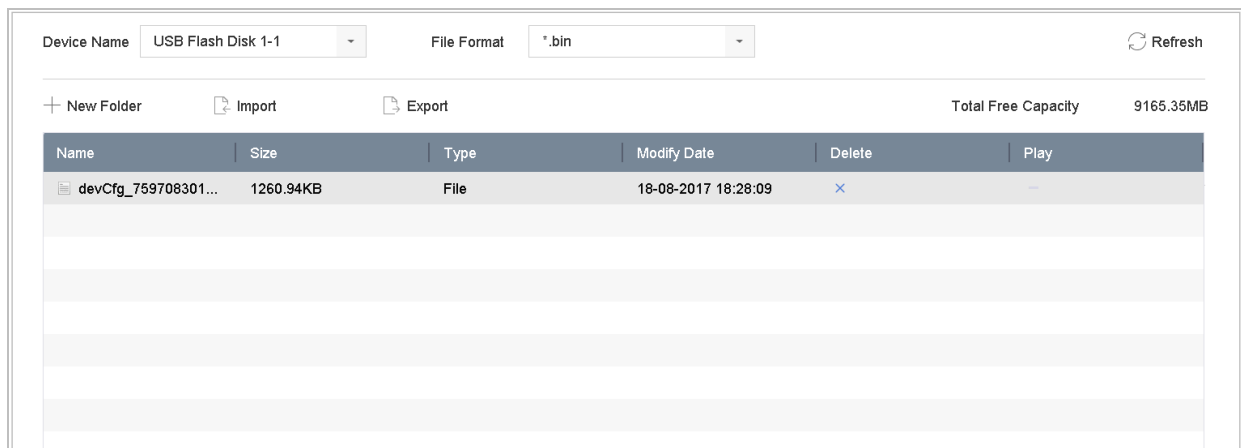 Device Name USB Flash Disk 1-1 File Format *.bin Refresh
New Folder Import Export Total Free Capacity 9165.35MB
Name Size Type Modify Date Delete Play
devCfg_759708301... 1260.94KB File 18-08-2017 18:28:09